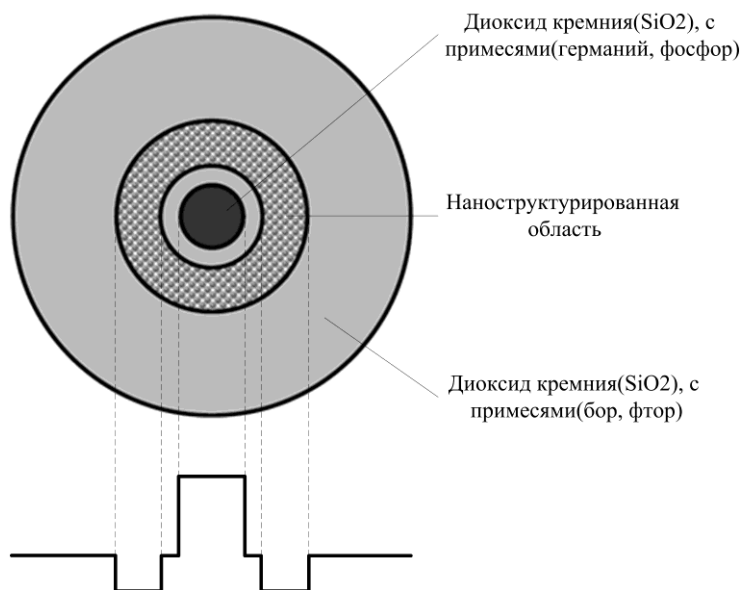 Диоксид кремния(SiO2), с
примесями(германий, фосфор)
Наноструктурированная
область
Диоксид кремния(SiO2), с
примесями(бор, фтор)